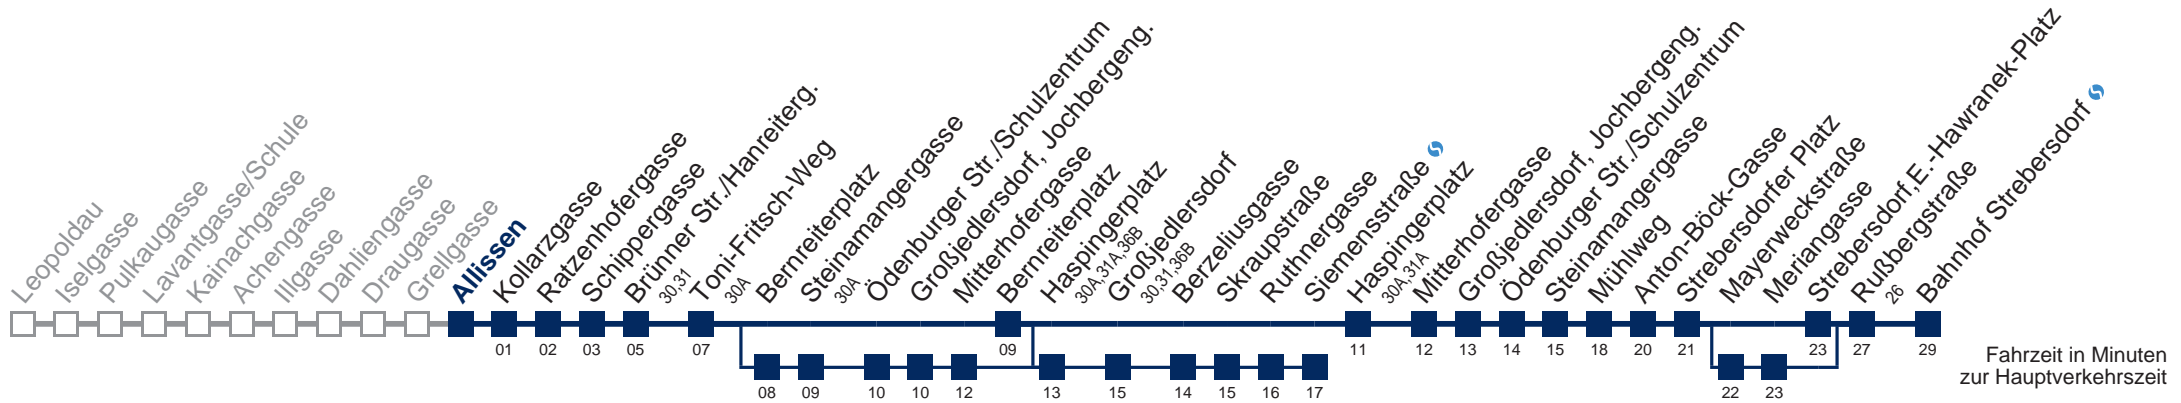 Leopoldau
Iselgasse
Pulkaugasse
Lavantgasse/Schule
Kainachgasse
Achengasse
Illgasse
Dahliengasse
Draugasse
Grellgasse
Allissen
Kollarzgasse
Ratzenhofergasse
Schippergasse
Brünner Str./Hanreiterg.
30,31
Toni-Fritsch-Weg
30A
Bernreiterplatz
Steinamangergasse
30A
Ödenburger Str./Schulzentrum
Großjedlersdorf, Jochbergeng.
Mitterhofergasse
Bernreiterplatz
Haspingerplatz
30A,31A,36B
Großjedlersdorf
30,31,36B
Berzeliusgasse
Skraupstraße
Ruthnergasse
Siemensstraße
Haspingerplatz
30A,31A
Mitterhofergasse
Großjedlersdorf, Jochbergeng.
Ödenburger Str./Schulzentrum
Steinamangergasse
Mühlweg
Anton-Böck-Gasse
Strebersdorfer Platz
Mayerweckstraße
Meriangasse
Strebersdorf,E.-Hawranek-Platz
Rußbergstraße
26
Bahnhof Strebersdorf
01 02 03 05 07 09 11 12 13 14 15 18 20 21 23 27 29
08 09 10 10 12 13 15 14 15 16 17 22 23
Fahrzeit in Minuten
zur Hauptverkehrszeit